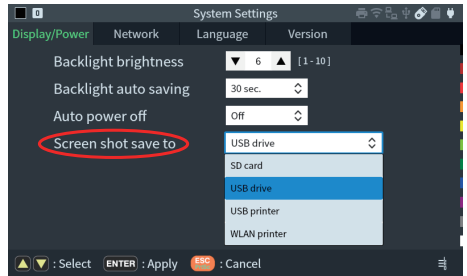 0 System Settings
Display/Power Network Language Version
Backlight brightness ▼ 6 ▲ [1-10]
Backlight auto saving 30 sec.
Auto power off Off
Screen shot save to USB drive
SD card
USB drive
USB printer
WLAN printer
▲ ▼ : Select ENTER : Apply ESC : Cancel